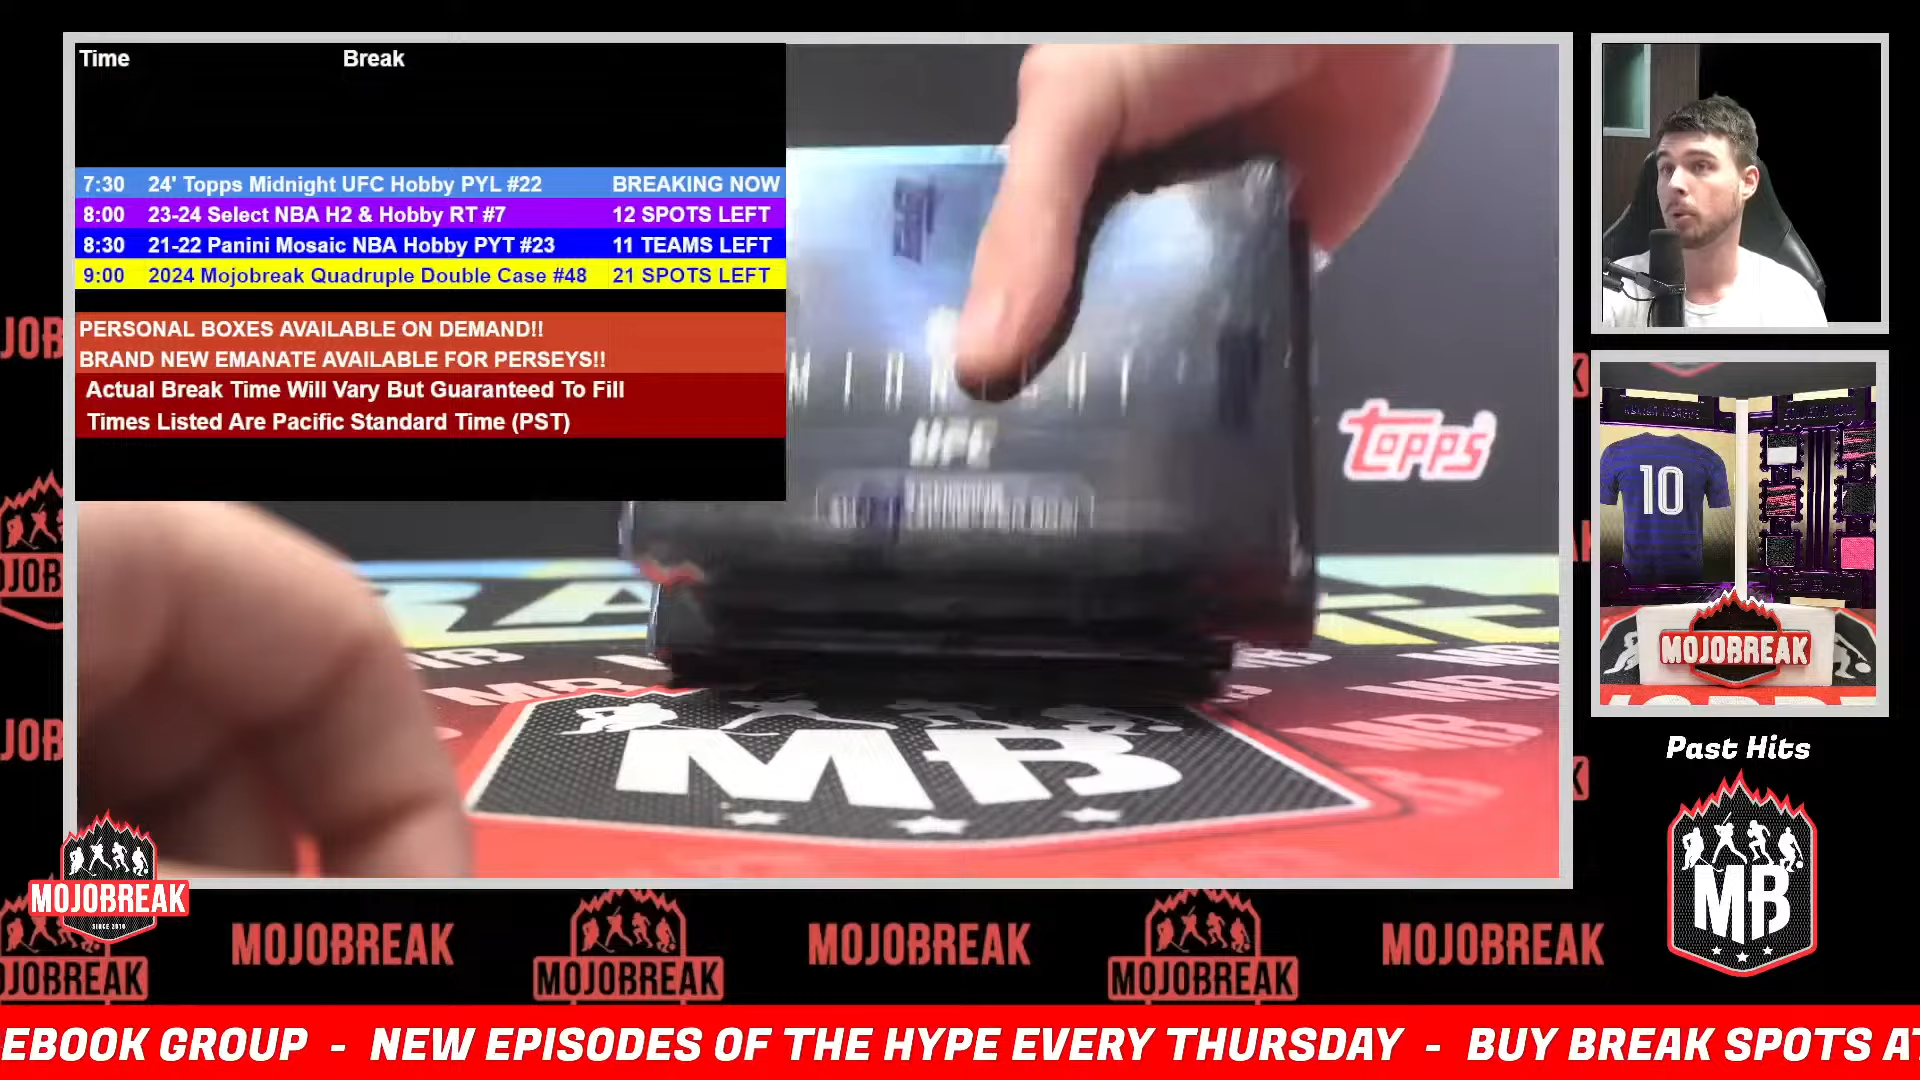 Time Break
7:30 24' Topps Midnight UFC Hobby PYL #22 BREAKING NOW
8:00 23-24 Select NBA H2 & Hobby RT #7 12 SPOTS LEFT
8:30 21-22 Panini Mosaic NBA Hobby PYT #23 11 TEAMS LEFT
9:00 2024 Mojobreak Quadruple Double Case #48 21 SPOTS LEFT
PERSONAL BOXES AVAILABLE ON DEMAND!!
BRAND NEW EMANATE AVAILABLE FOR PERSEYS!!
Actual Break Time Will Vary But Guaranteed To Fill
Times Listed Are Pacific Standard Time (PST)
UFC
topps
MB
10
MOJOBREAK
Past Hits
MB
MOJOBREAK
SINCE 2010
MOJOBREAK
MOJOBREAK
MOJOBREAK
MOJOBREAK
MOJOBREAK
EBOOK GROUP - NEW EPISODES OF THE HYPE EVERY THURSDAY - BUY BREAK SPOTS AT